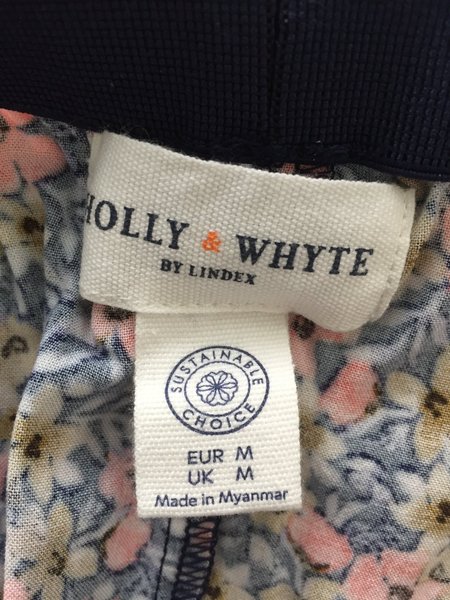 HOLLY & WHYTE
BY LINDEX
SUSTAINABLE
CHOICE
EUR M
UK M
Made in Myanmar